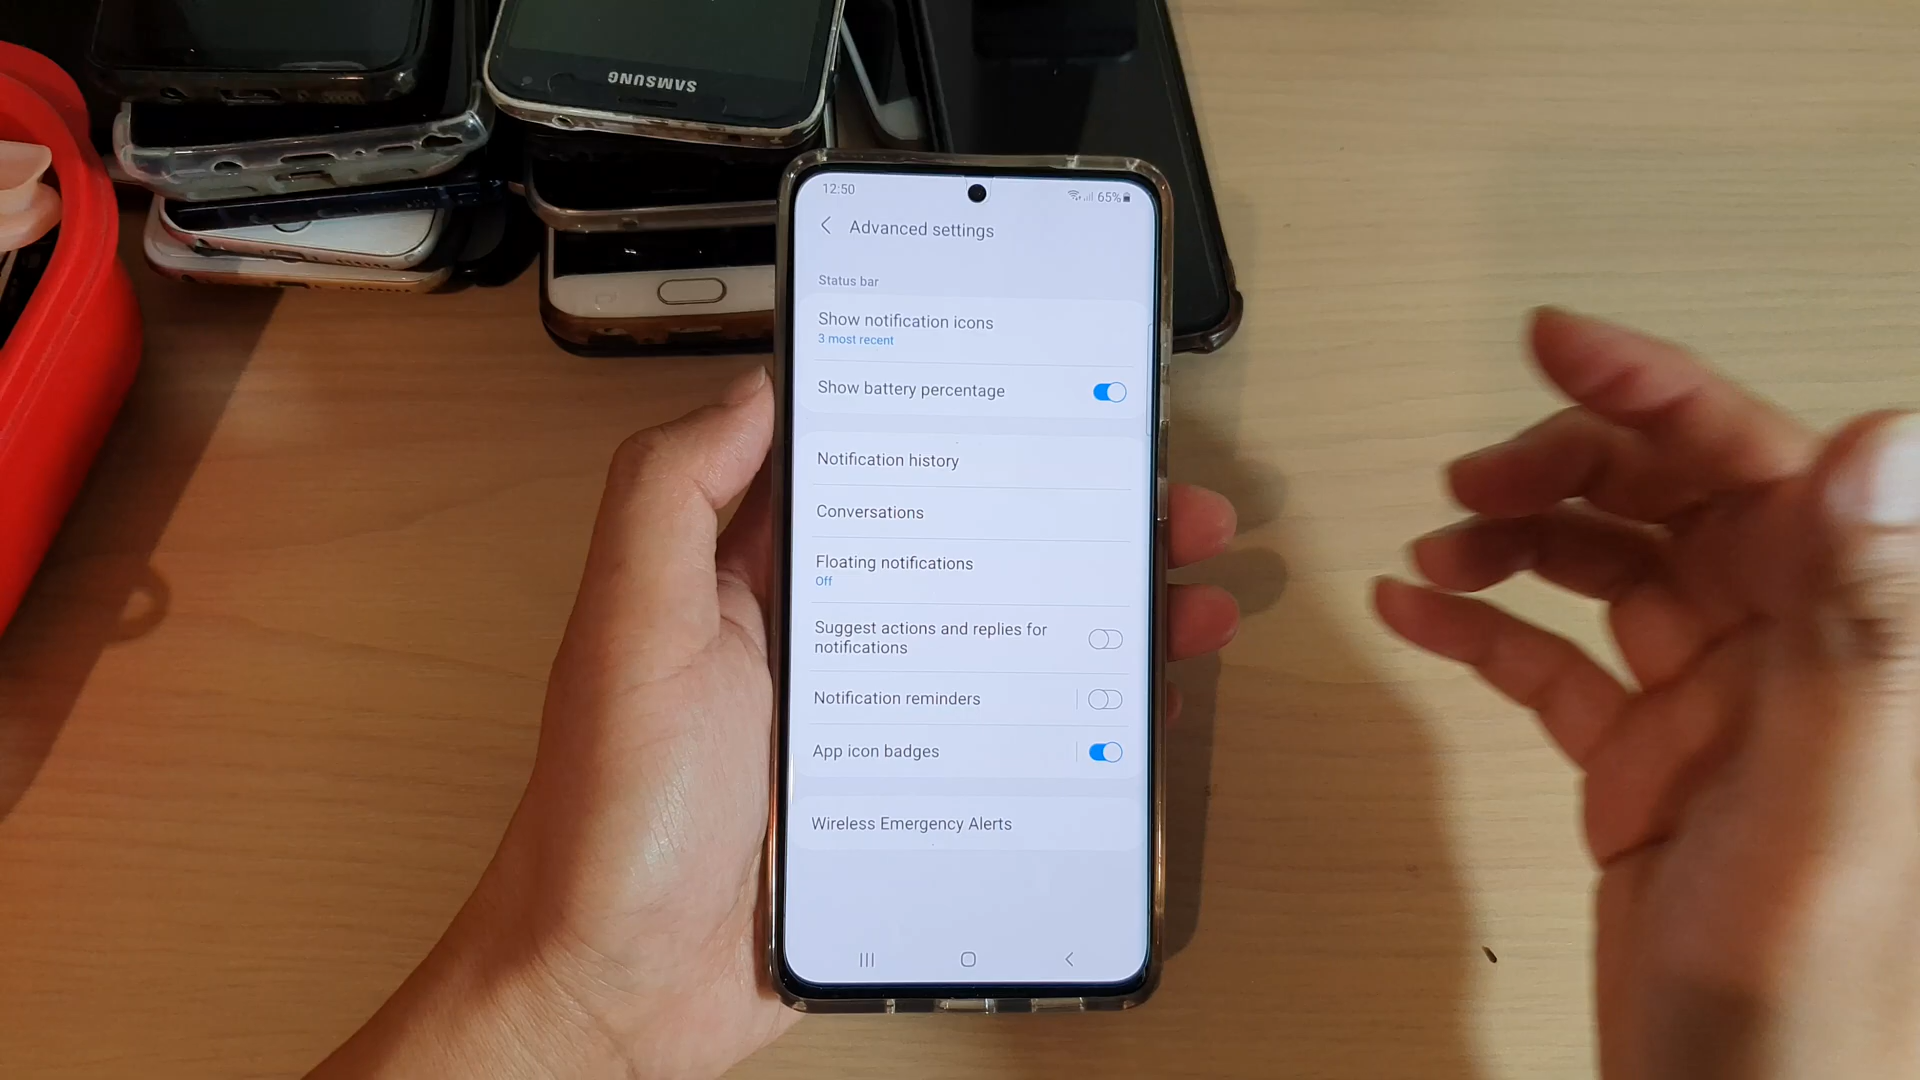 SAMSUNG
12:50
65%
Advanced settings
Status bar
Show notification icons
3 most recent
Show battery percentage
Notification history
Conversations
Floating notifications
Off
Suggest actions and replies for
notifications
Notification reminders
App icon badges
Wireless Emergency Alerts